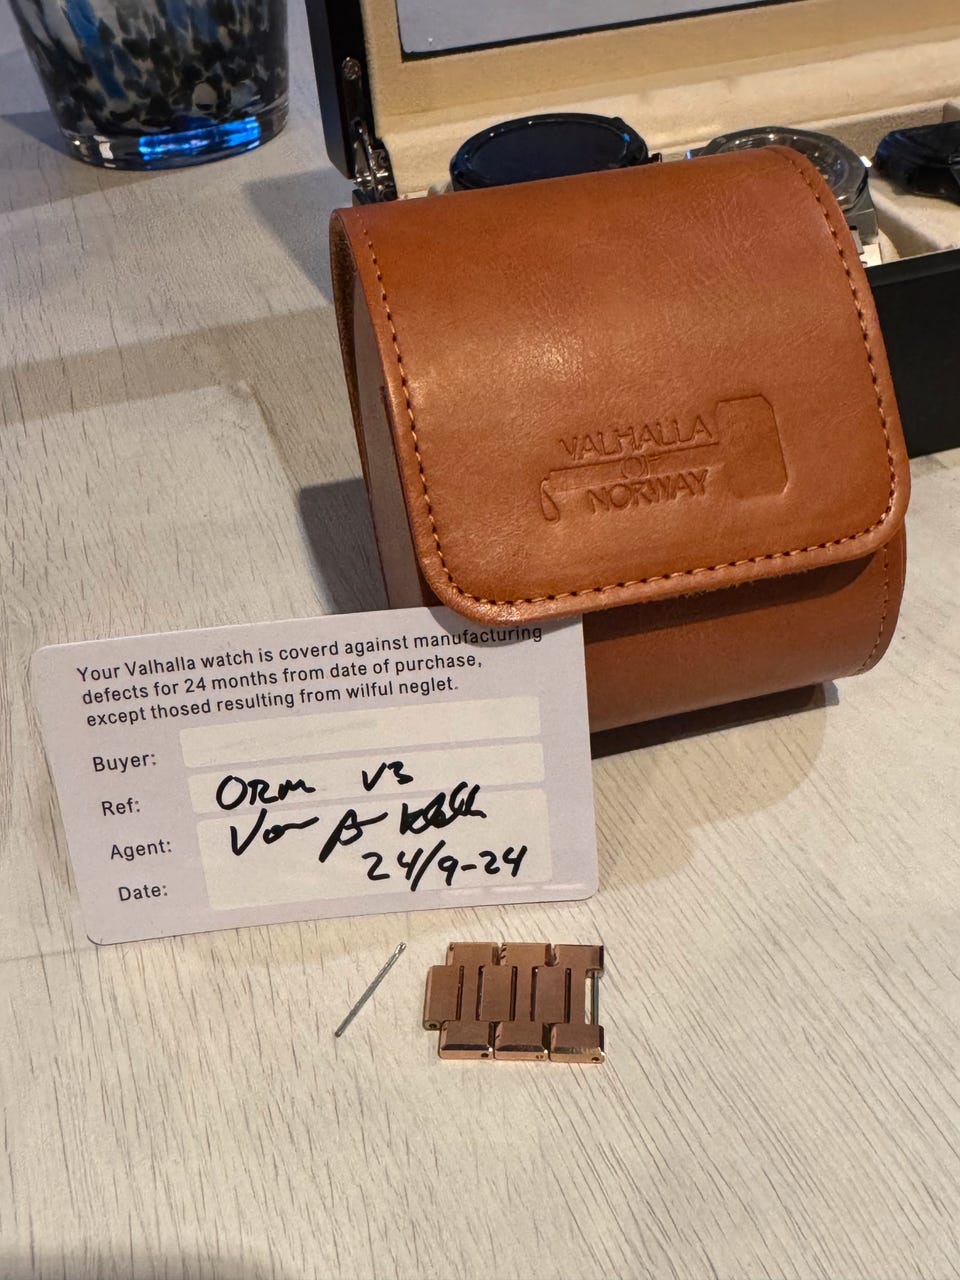 VALHALLA
OF
NORWAY
Your Valhalla watch is coverd against manufacturing
defects for 24 months from date of purchase,
except thosed resulting from wilful neglet.
Buyer:
Ref: ORM V3
Agent:
Date: 24/9-24